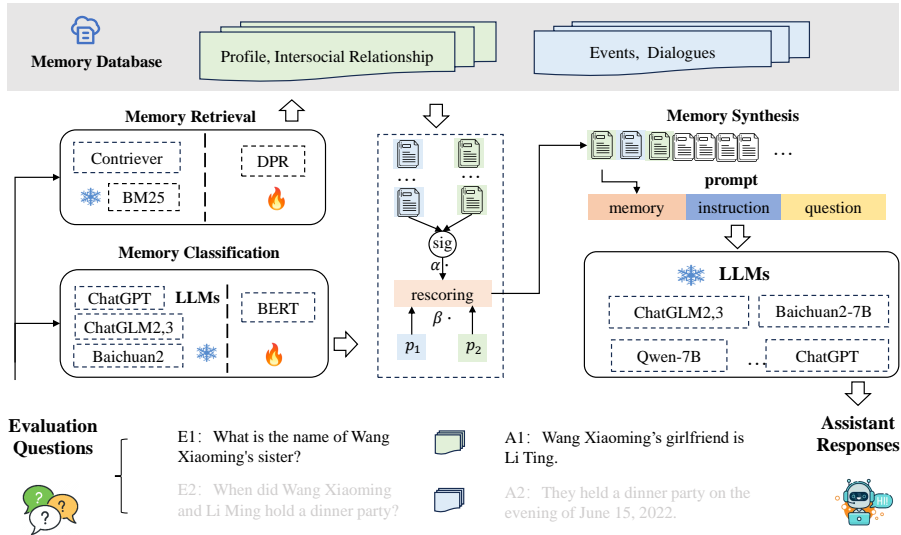 Memory Database
Profile, Intersocial Relationship
Events, Dialogues
Memory Retrieval
Contriever
BM25
DPR
Memory Classification
ChatGPT
LLMs
ChatGLM2,3
Baichuan2
BERT
...
...
sig
α ·
rescoring
β ·
p1
p2
Memory Synthesis
...
prompt
memory
instruction
question
LLMs
ChatGLM2,3
Baichuan2-7B
Qwen-7B
...
ChatGPT
Evaluation
Questions
? ? ?
E1: What is the name of Wang
Xiaoming's sister?
A1: Wang Xiaoming’s girlfriend is
Li Ting.
E2: When did Wang Xiaoming
and Li Ming hold a dinner party?
A2: They held a dinner party on the
evening of June 15, 2022.
Assistant
Responses
HI!